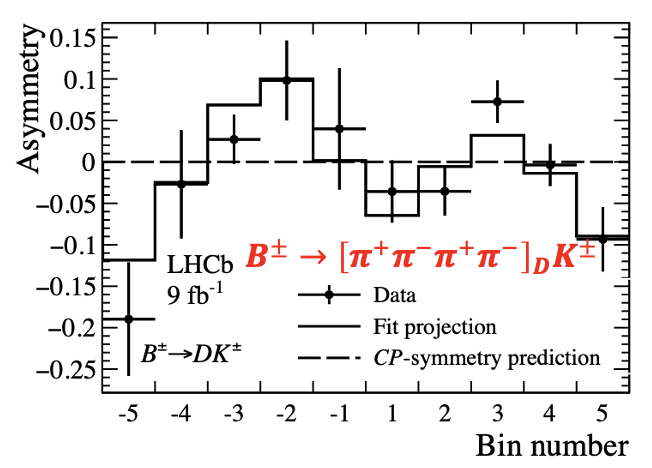 Asymmetry
0.15
0.1
0.05
0
−0.05
−0.1
−0.15
−0.2
−0.25
B± → [π+π−π+π−]D K±
LHCb
9 fb-1
Data
Fit projection
CP-symmetry prediction
B±→DK±
-5 -4 -3 -2 -1 1 2 3 4 5
Bin number